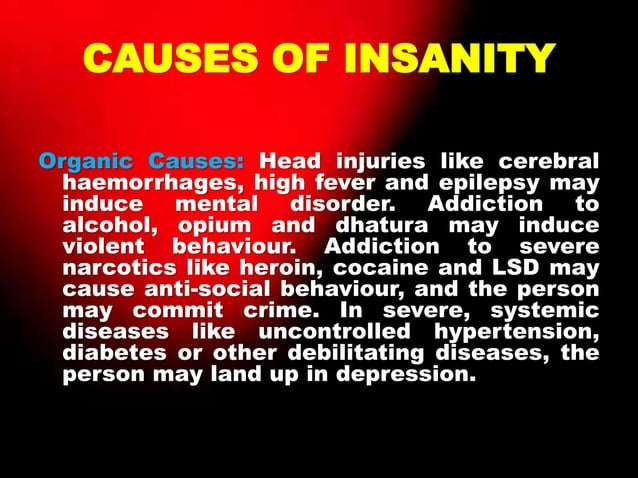 CAUSES OF INSANITY
Organic Causes: Head injuries like cerebral
haemorrhages, high fever and epilepsy may
induce mental disorder. Addiction to
alcohol, opium and dhatura may induce
violent behaviour. Addiction to severe
narcotics like heroin, cocaine and LSD may
cause anti-social behaviour, and the person
may commit crime. In severe, systemic
diseases like uncontrolled hypertension,
diabetes or other debilitating diseases, the
person may land up in depression.